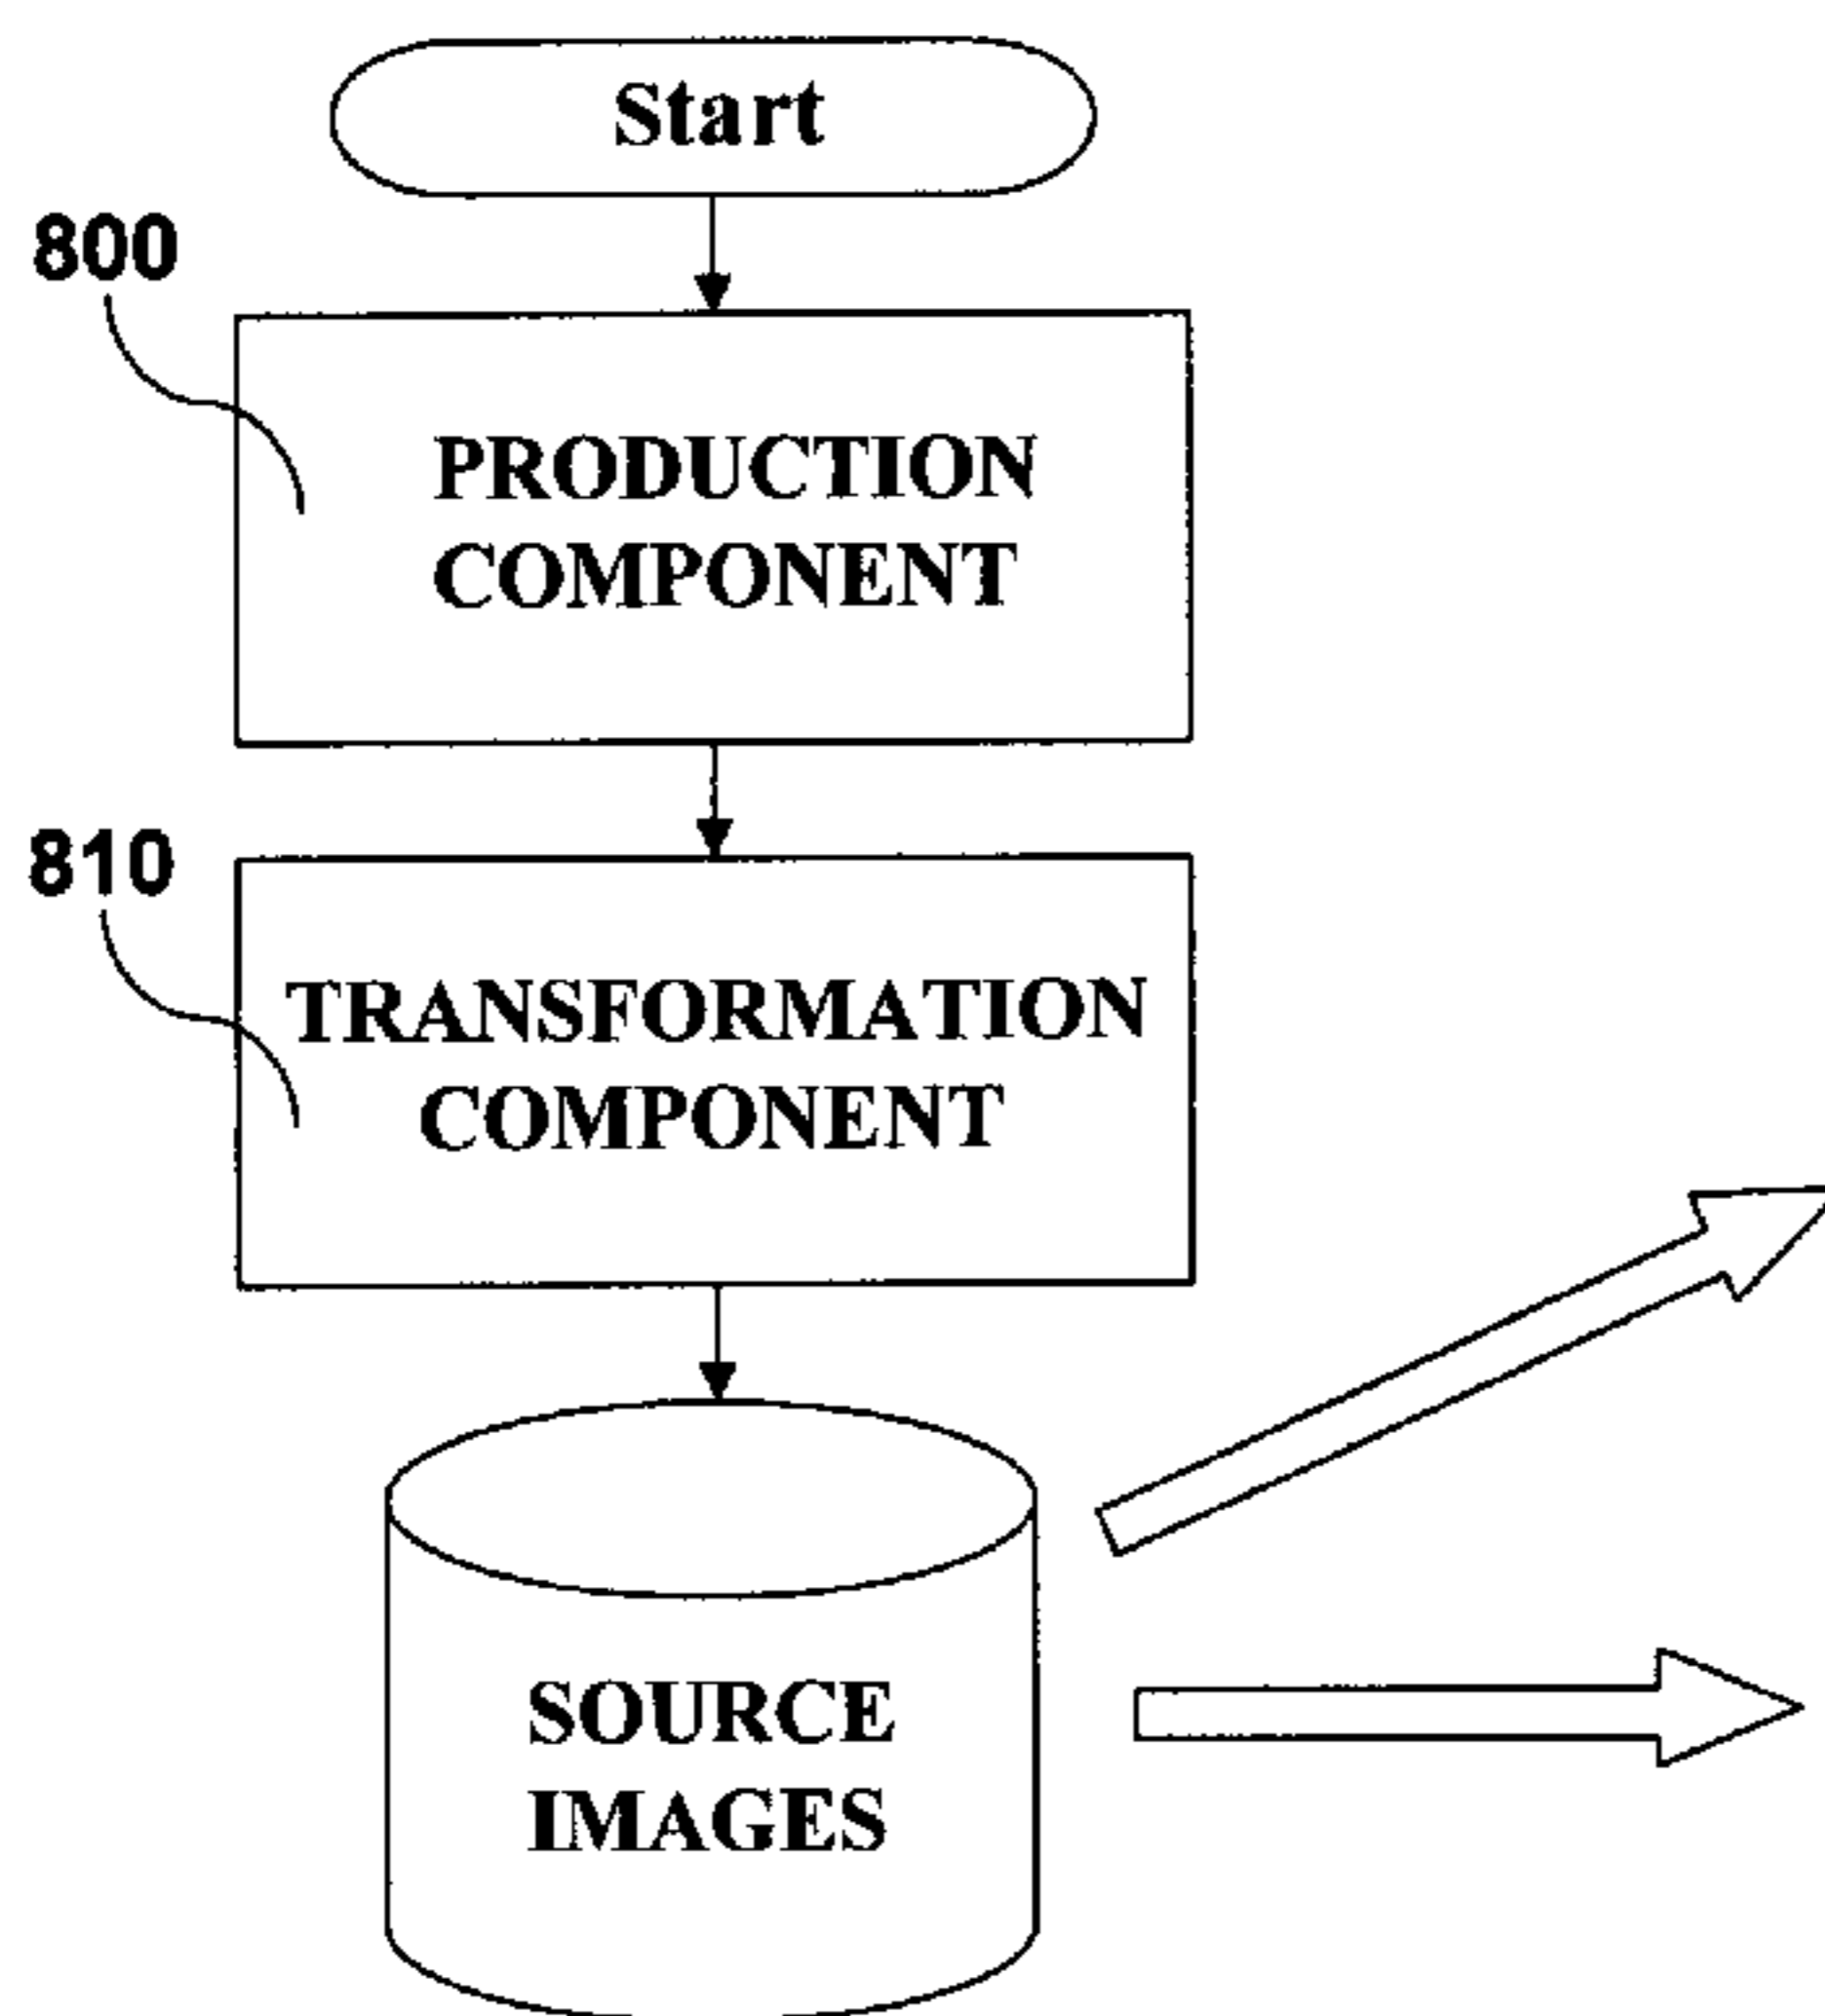 Start
800
PRODUCTION
COMPONENT
810
TRANSFORMATION
COMPONENT
SOURCE
IMAGES